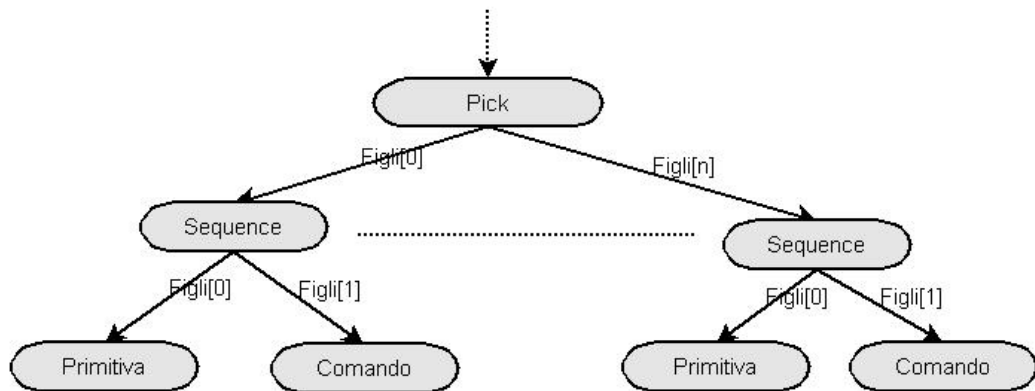 Pick
Figli[0]
Figli[n]
Sequence
Sequence
Figli[0]
Figli[1]
Figli[0]
Figli[1]
Primitiva
Comando
Primitiva
Comando